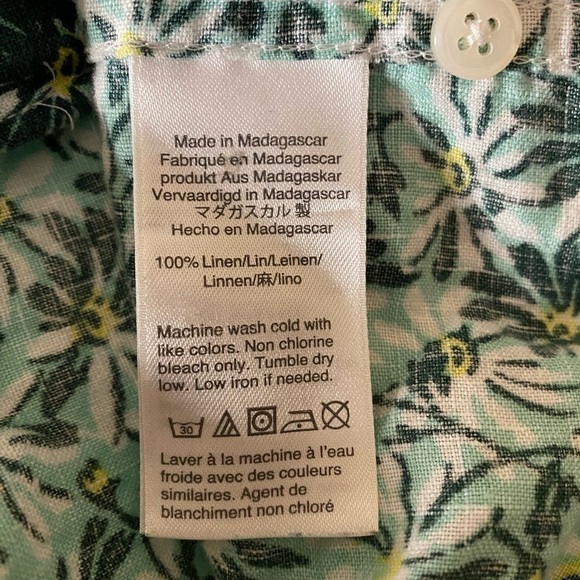 Made in Madagascar
Fabriqué en Madagascar
produkt Aus Madagaskar
Vervaardigd in Madagascar
マダガスカル 製
Hecho en Madagascar
100% Linen/Lin/Leinen/
Linnen/麻/lino
Machine wash cold with
like colors. Non chlorine
bleach only. Tumble dry
low. Low iron if needed.
30
Laver à la machine à l'eau
froide avec des couleurs
similaires. Agent de
blanchiment non chloré